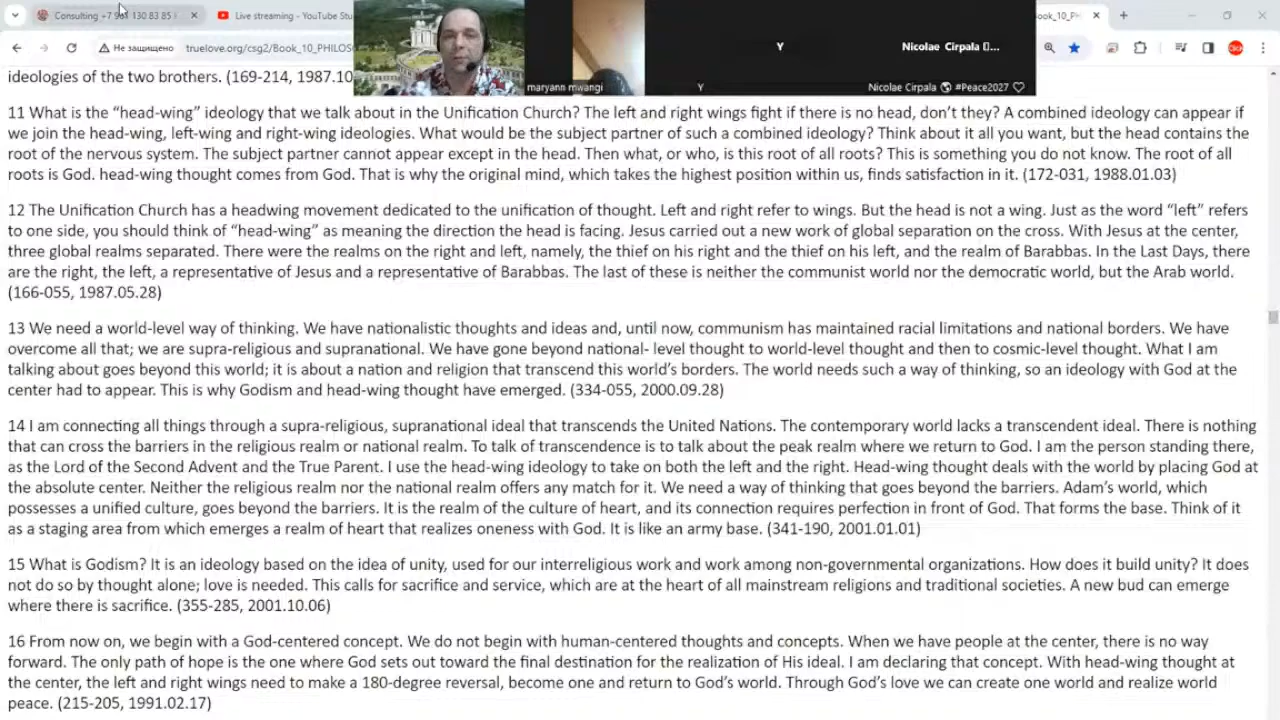 Consulting +7 961 130 83 85
Live streaming - YouTube Stu
ook_10_PH
Не защищено
truelove.org/csg2/Book_10_PHILOS
Y
Nicolae Cirpala ()...
maryann mwangi
Y
Nicolae Cirpala #Peace2027
ideologies of the two brothers. (169-214, 1987.10
11 What is the “head-wing” ideology that we talk about in the Unification Church? The left and right wings fight if there is no head, don’t they? A combined ideology can appear if
we join the head-wing, left-wing and right-wing ideologies. What would be the subject partner of such a combined ideology? Think about it all you want, but the head contains the
root of the nervous system. The subject partner cannot appear except in the head. Then what, or who, is this root of all roots? This is something you do not know. The root of all
roots is God. head-wing thought comes from God. That is why the original mind, which takes the highest position within us, finds satisfaction in it. (172-031, 1988.01.03)
12 The Unification Church has a headwing movement dedicated to the unification of thought. Left and right refer to wings. But the head is not a wing. Just as the word “left” refers
to one side, you should think of “head-wing” as meaning the direction the head is facing. Jesus carried out a new work of global separation on the cross. With Jesus at the center,
three global realms separated. There were the realms on the right and left, namely, the thief on his right and the thief on his left, and the realm of Barabbas. In the Last Days, there
are the right, the left, a representative of Jesus and a representative of Barabbas. The last of these is neither the communist world nor the democratic world, but the Arab world.
(166-055, 1987.05.28)
13 We need a world-level way of thinking. We have nationalistic thoughts and ideas and, until now, communism has maintained racial limitations and national borders. We have
overcome all that; we are supra-religious and supranational. We have gone beyond national- level thought to world-level thought and then to cosmic-level thought. What I am
talking about goes beyond this world; it is about a nation and religion that transcend this world’s borders. The world needs such a way of thinking, so an ideology with God at the
center had to appear. This is why Godism and head-wing thought have emerged. (334-055, 2000.09.28)
14 I am connecting all things through a supra-religious, supranational ideal that transcends the United Nations. The contemporary world lacks a transcendent ideal. There is nothing
that can cross the barriers in the religious realm or national realm. To talk of transcendence is to talk about the peak realm where we return to God. I am the person standing there,
as the Lord of the Second Advent and the True Parent. I use the head-wing ideology to take on both the left and the right. Head-wing thought deals with the world by placing God at
the absolute center. Neither the religious realm nor the national realm offers any match for it. We need a way of thinking that goes beyond the barriers. Adam’s world, which
possesses a unified culture, goes beyond the barriers. It is the realm of the culture of heart, and its connection requires perfection in front of God. That forms the base. Think of it
as a staging area from which emerges a realm of heart that realizes oneness with God. It is like an army base. (341-190, 2001.01.01)
15 What is Godism? It is an ideology based on the idea of unity, used for our interreligious work and work among non-governmental organizations. How does it build unity? It does
not do so by thought alone; love is needed. This calls for sacrifice and service, which are at the heart of all mainstream religions and traditional societies. A new bud can emerge
where there is sacrifice. (355-285, 2001.10.06)
16 From now on, we begin with a God-centered concept. We do not begin with human-centered thoughts and concepts. When we have people at the center, there is no way
forward. The only path of hope is the one where God sets out toward the final destination for the realization of His ideal. I am declaring that concept. With head-wing thought at
the center, the left and right wings need to make a 180-degree reversal, become one and return to God’s world. Through God’s love we can create one world and realize world
peace. (215-205, 1991.02.17)